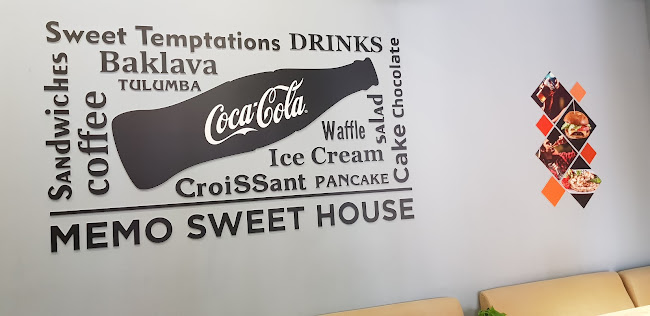 Sweet Temptations DRINKS
Baklava
TULUMBA
SANDWICHES
coffee
Coca-Cola
Waffle
SALAD
Cake Chocolate
Ice Cream
CroiSSant PANCAKE
MEMO SWEET HOUSE